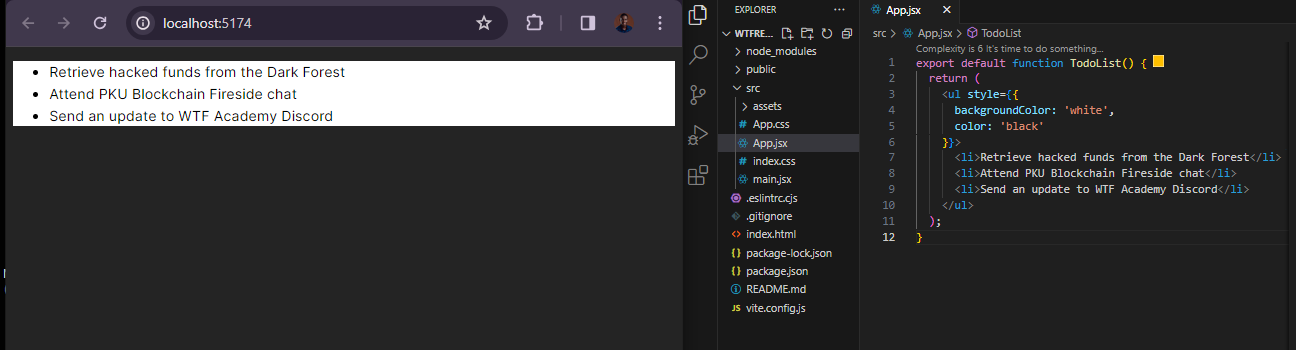 localhost:5174
Retrieve hacked funds from the Dark Forest
Attend PKU Blockchain Fireside chat
Send an update to WTF Academy Discord
EXPLORER
WTFRE...
node_modules
public
src
assets
# App.css
App.jsx
# index.css
main.jsx
.eslintrc.cjs
.gitignore
<> index.html
{} package-lock.json
{} package.json
README.md
JS vite.config.js
App.jsx
src > App.jsx > TodoList
Complexity is 6 It's time to do something...
1 export default function TodoList() {
2 return (
3 <ul style={{
4 backgroundColor: 'white',
5 color: 'black'
6 }}>
7 <li>Retrieve hacked funds from the Dark Forest</li>
8 <li>Attend PKU Blockchain Fireside chat</li>
9 <li>Send an update to WTF Academy Discord</li>
10 </ul>
11 );
12 }